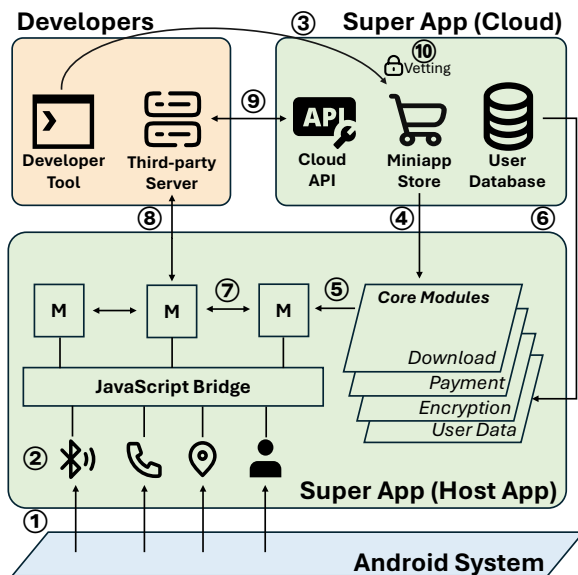 Developers
③
Super App (Cloud)
⑩
Vetting
⑨
API
Developer
Tool
Third-party
Server
Cloud
API
Miniapp
Store
User
Database
⑧
④
⑥
M
M
⑦
M
⑤
Core Modules
Download
Payment
Encryption
User Data
JavaScript Bridge
②
Super App (Host App)
①
Android System